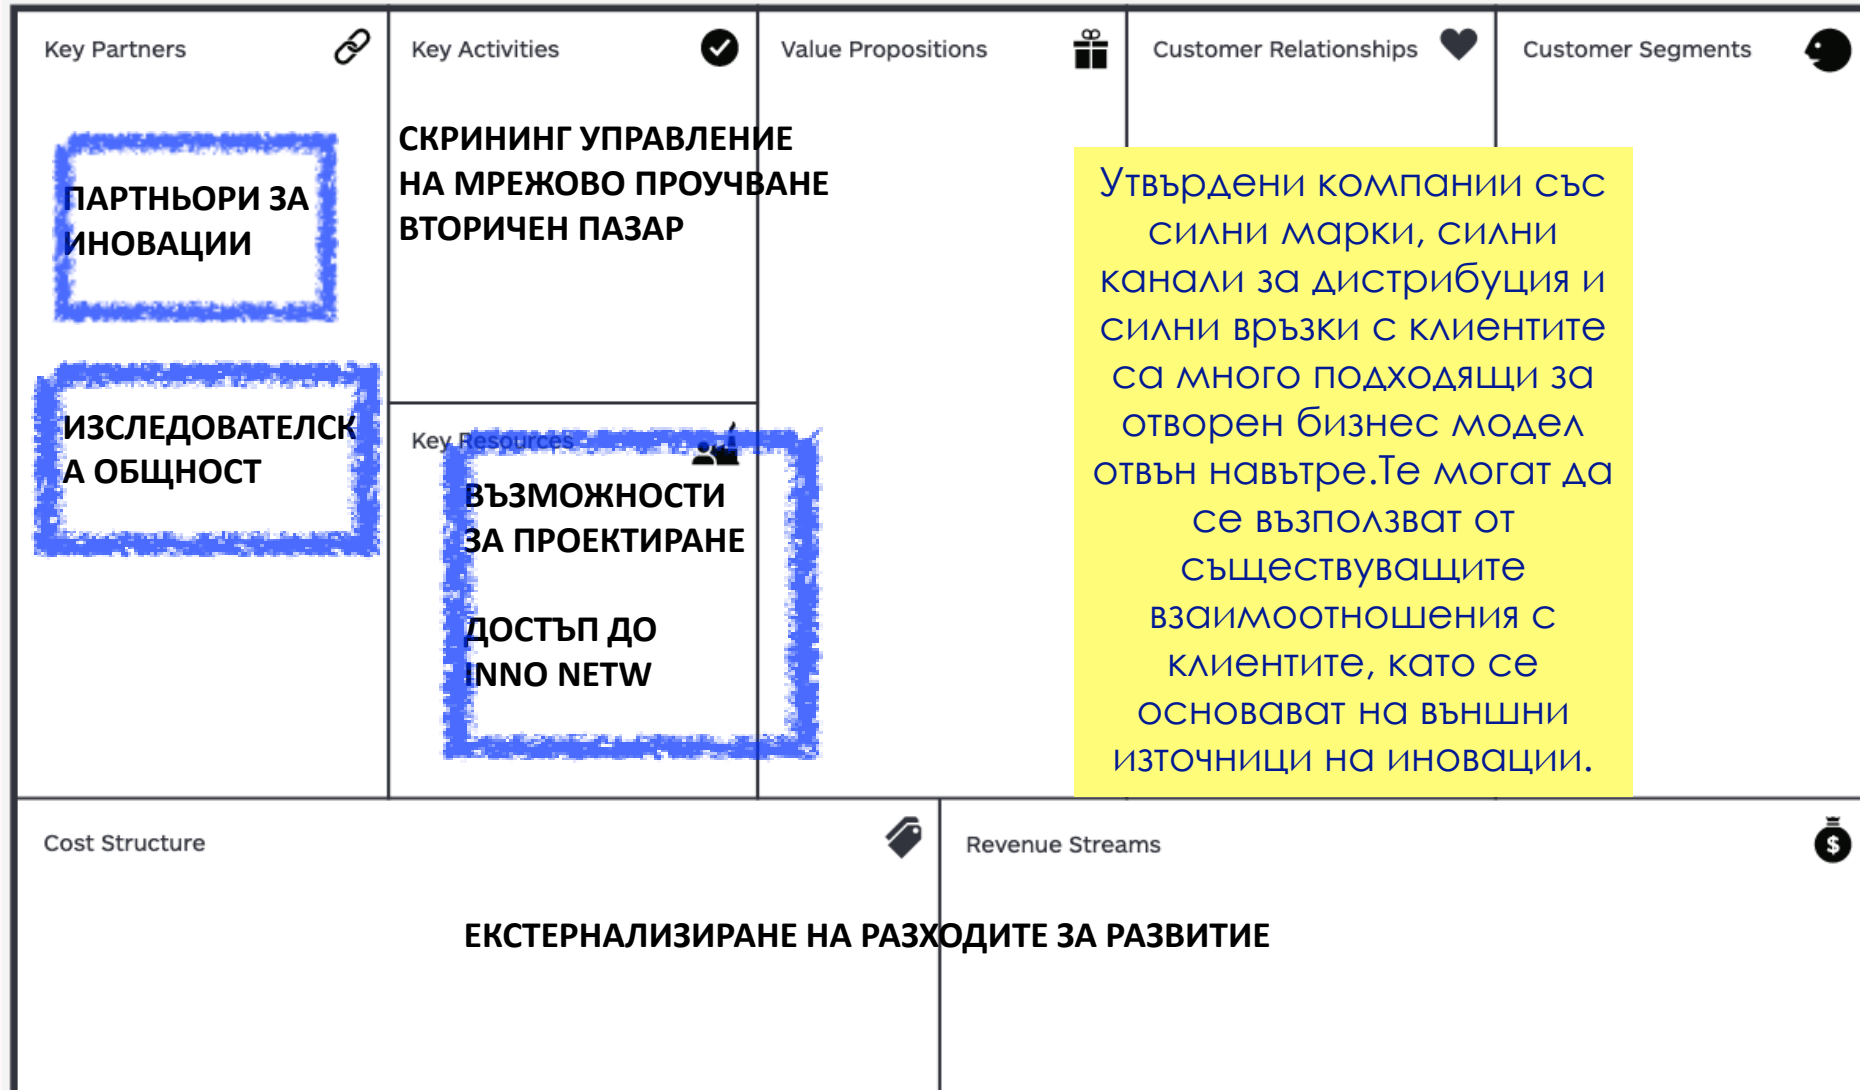 Key Partners
ПАРТНЬОРИ ЗА
ИНОВАЦИИ
ИЗСЛЕДОВАТЕЛСК
А ОБЩНОСТ
Key Activities
СКРИНИНГ УПРАВЛЕНИЕ
НА МРЕЖОВО ПРОУЧВАНЕ
ВТОРИЧЕН ПАЗАР
Key Resources
ВЪЗМОЖНОСТИ
ЗА ПРОЕКТИРАНЕ
ДОСТЪП ДО
INNO NETW
Value Propositions
Customer Relationships
Customer Segments
Утвърдени компании със
силни марки, силни
канали за дистрибуция и
силни връзки с клиентите
са много подходящи за
отворен бизнес модел
отвън навътре.Те могат да
се възползват от
съществуващите
взаимоотношения с
клиентите, като се
основават на външни
източници на иновации.
Cost Structure
Revenue Streams
$
ЕКСТЕРНАЛИЗИРАНЕ НА РАЗХОДИТЕ ЗА РАЗВИТИЕ